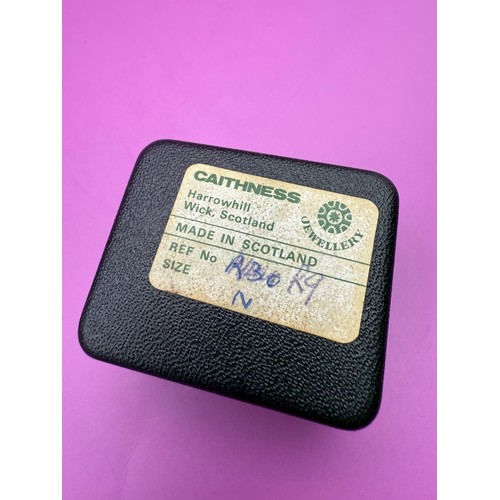 CAITHNESS
Harrowhill
Wick, Scotland
JEWELLERY
MADE IN SCOTLAND
REF No
SIZE N